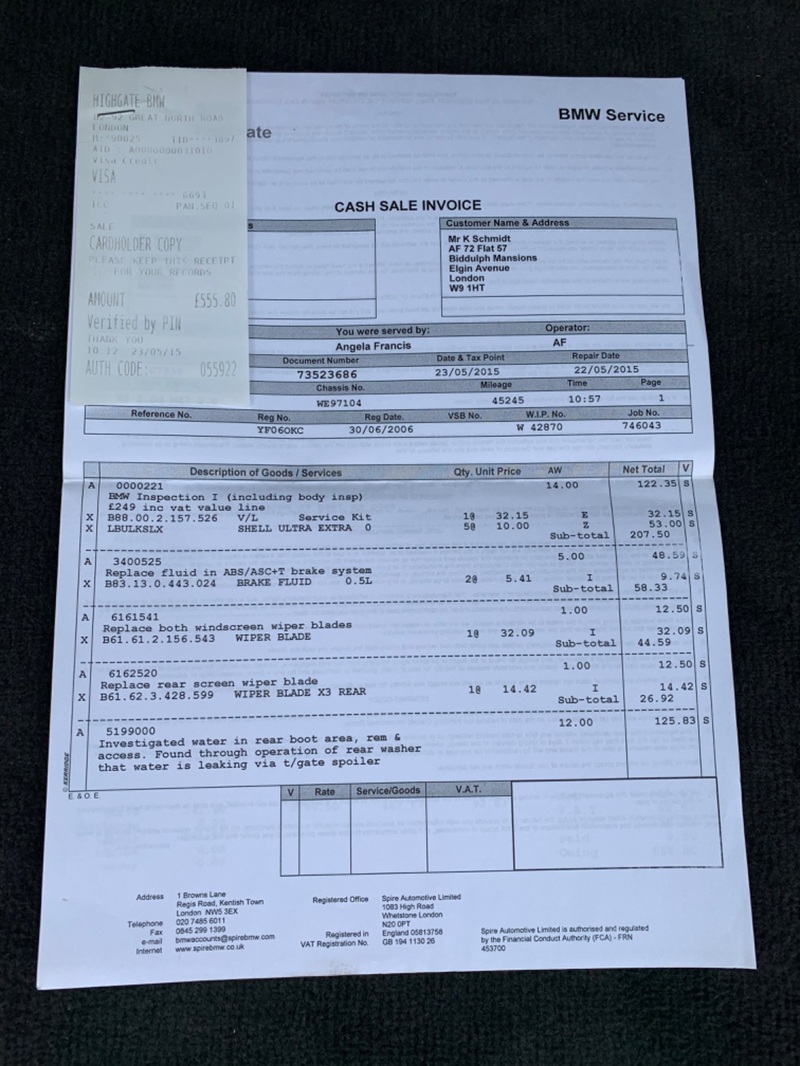 HIGHGATE BMW
GREAT NORTH ROAD
LONDON
AID : A0000000031010
Visa Credit
VISA
**** **** **** 6693
ICC PAN.SEQ 01
SALE
CARDHOLDER COPY
PLEASE KEEP THIS RECEIPT
FOR YOUR RECORDS
AMOUNT £555.80
Verified by PIN
THANK YOU
10:12 23/05/15
AUTH CODE: 055922
ate
BMW Service
CASH SALE INVOICE
s
Customer Name & Address
Mr K Schmidt
AF 72 Flat 57
Biddulph Mansions
Elgin Avenue
London
W9 1HT
You were served by: Operator:
Angela Francis AF
Document Number Date & Tax Point Repair Date
73523686 23/05/2015 22/05/2015
Chassis No. Mileage Time Page
WE97104 45245 10:57 1
Reference No. Reg No. Reg Date. VSB No. W.I.P. No. Job No.
YF06OKC 30/06/2006 W 42870 746043
Description of Goods / Services Qty. Unit Price AW Net Total V
A 0000221 14.00 122.35 S
BMW Inspection I (including body insp)
£249 inc vat value line
X B88.00.2.157.526 V/L Service Kit 1@ 32.15 E 32.15 S
X LBULKSLX SHELL ULTRA EXTRA 0 5@ 10.00 Z 53.00 S
Sub-total 207.50
A 3400525 5.00 48.59 S
Replace fluid in ABS/ASC+T brake system
X B83.13.0.443.024 BRAKE FLUID 0.5L 2@ 5.41 I 9.74 S
Sub-total 58.33
A 6161541 1.00 12.50 S
Replace both windscreen wiper blades
X B61.61.2.156.543 WIPER BLADE 1@ 32.09 I 32.09 S
Sub-total 44.59
A 6162520 1.00 12.50 S
Replace rear screen wiper blade
X B61.62.3.428.599 WIPER BLADE X3 REAR 1@ 14.42 I 14.42 S
Sub-total 26.92
A 5199000 12.00 125.83 S
Investigated water in rear boot area, rem &
access. Found through operation of rear washer
that water is leaking via t/gate spoiler
© KERRIDGE
E & O E
V Rate Service/Goods V.A.T.
Address 1 Browns Lane
Regis Road, Kentish Town
London NW5 3EX
Telephone 020 7485 6011
Fax 0845 299 1399
e-mail bmwaccounts@spirebmw.com
Internet www.spirebmw.co.uk
Registered Office Spire Automotive Limited
1083 High Road
Whetstone London
N20 0PT
Registered in England 05813758
VAT Registration No. GB 194 1130 26
Spire Automotive Limited is authorised and regulated
by the Financial Conduct Authority (FCA) - FRN
453700